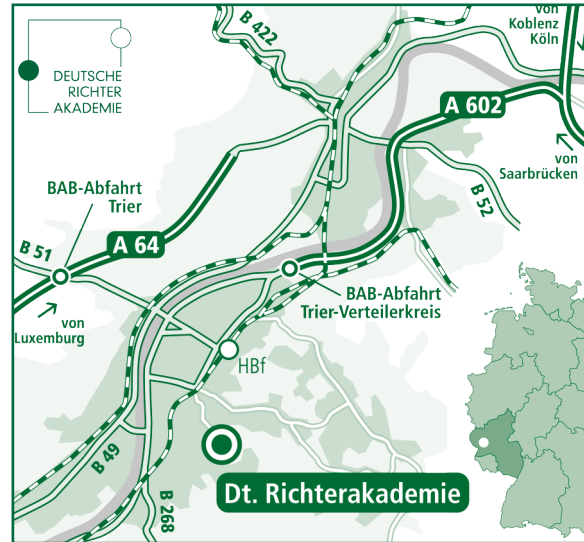 DEUTSCHE
RICHTER
AKADEMIE
B 422
von
Koblenz
Köln
A 602
von
Saarbrücken
B 52
BAB-Abfahrt
Trier
B 51
A 64
von
Luxemburg
BAB-Abfahrt
Trier-Verteilerkreis
HBf
B 49
B 268
Dt. Richterakademie